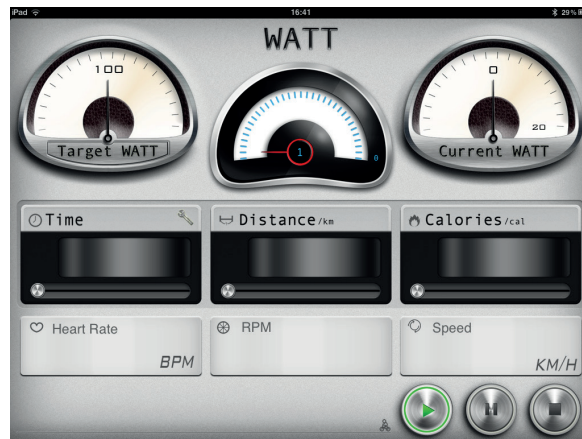 iPad 16:41 29%
WATT
100
Target WATT
1
0
0
20
Current WATT
Time
Distance/km
Calories/cal
Heart Rate
BPM
RPM
Speed
KM/H